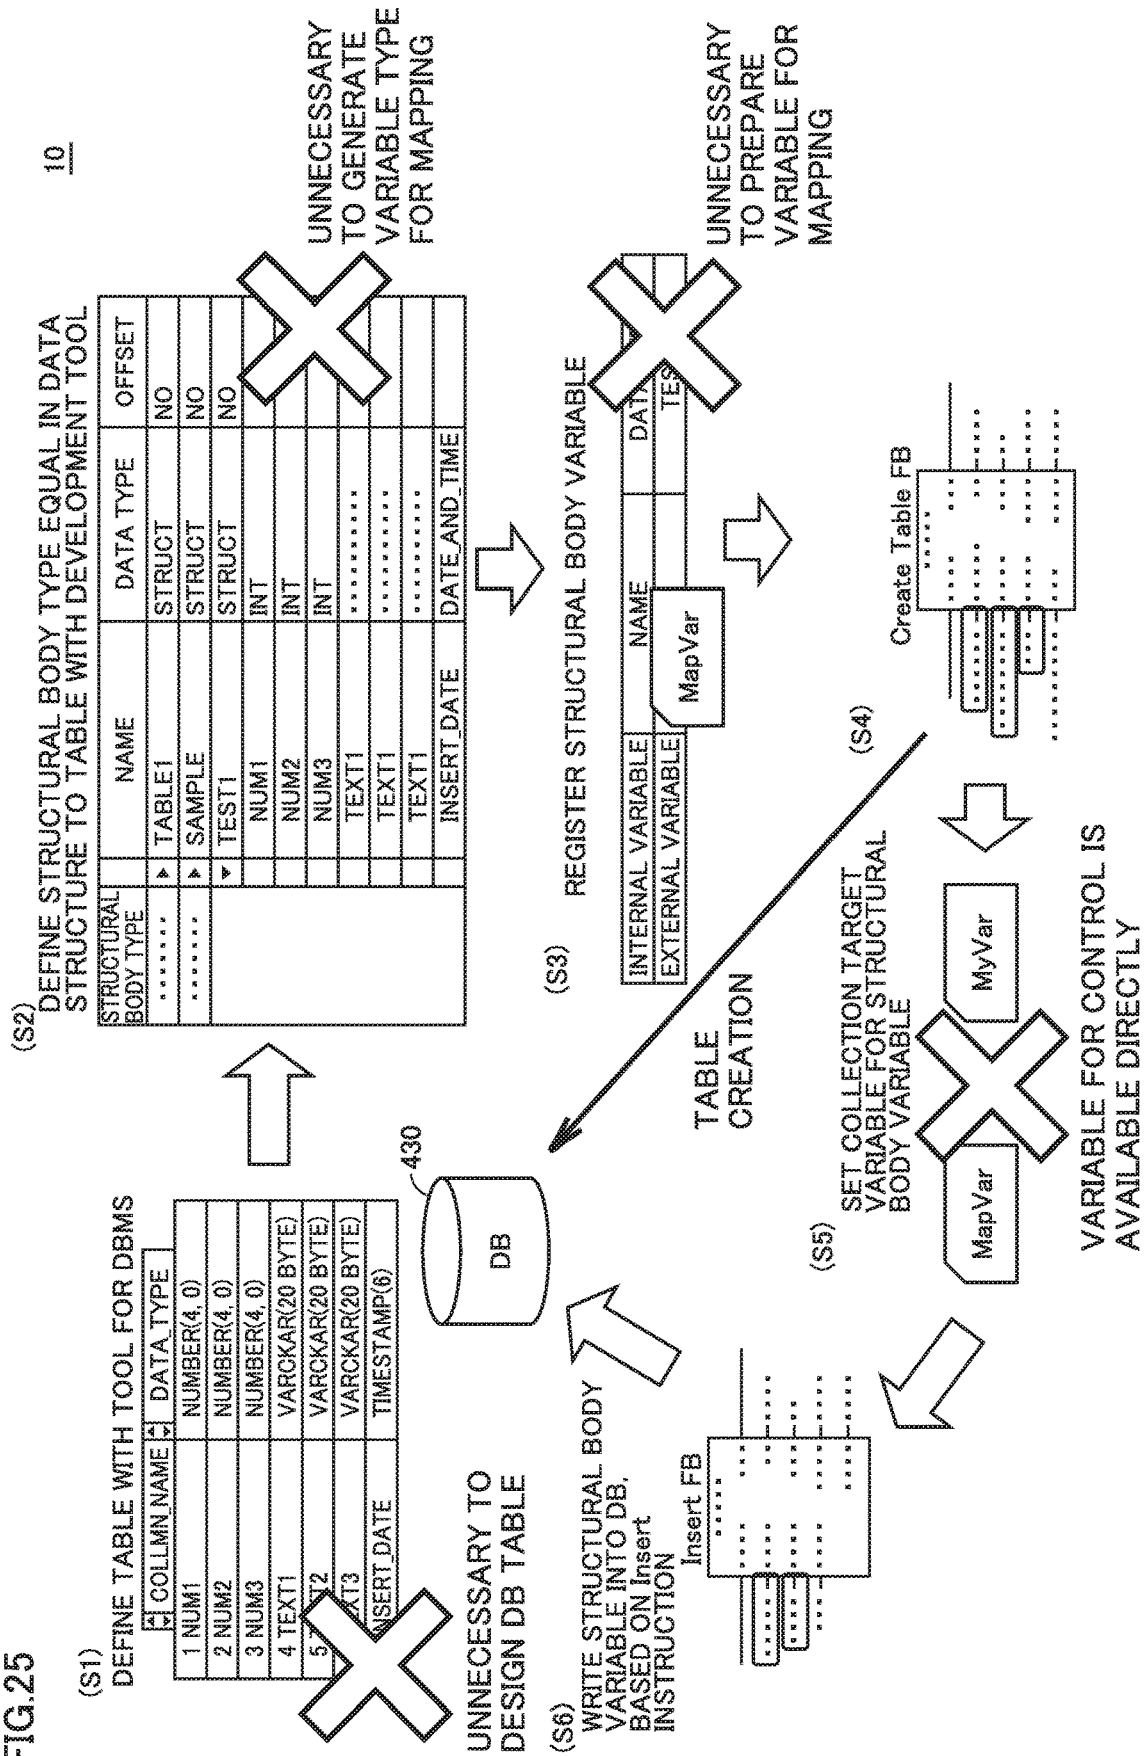 FIG.25
10
(S1)
DEFINE TABLE WITH TOOL FOR DBMS
COLLMN_NAME DATA_TYPE
1 NUM1 NUMBER(4, 0)
2 NUM2 NUMBER(4, 0)
3 NUM3 NUMBER(4, 0)
4 TEXT1 VARCKAR(20 BYTE)
5 VARCKAR(20 BYTE)
VARCKAR(20 BYTE)
NSERT_DATE TIMESTAMP(6)
UNNECESSARY TO
DESIGN DB TABLE
(S2)
DEFINE STRUCTURAL BODY TYPE EQUAL IN DATA
STRUCTURE TO TABLE WITH DEVELOPMENT TOOL
STRUCTURAL
BODY TYPE
NAME DATA TYPE OFFSET
TABLE1 STRUCT NO
SAMPLE STRUCT NO
TEST1 STRUCT NO
NUM1 INT
NUM2 INT
NUM3 INT
TEXT1
TEXT1
TEXT1
INSERT_DATE DATE_AND_TIME
UNNECESSARY
TO GENERATE
VARIABLE TYPE
FOR MAPPING
(S3)
REGISTER STRUCTURAL BODY VARIABLE
INTERNAL VARIABLE NAME DATA
EXTERNAL VARIABLE TES
MapVar
UNNECESSARY
TO PREPARE
VARIABLE FOR
MAPPING
430
DB
TABLE
CREATION
(S4)
Create Table FB
(S5)
SET COLLECTION TARGET
VARIABLE FOR STRUCTURAL
BODY VARIABLE
MapVar
MyVar
VARIABLE FOR CONTROL IS
AVAILABLE DIRECTLY
(S6)
WRITE STRUCTURAL BODY
VARIABLE INTO DB,
BASED ON Insert
INSTRUCTION
Insert FB